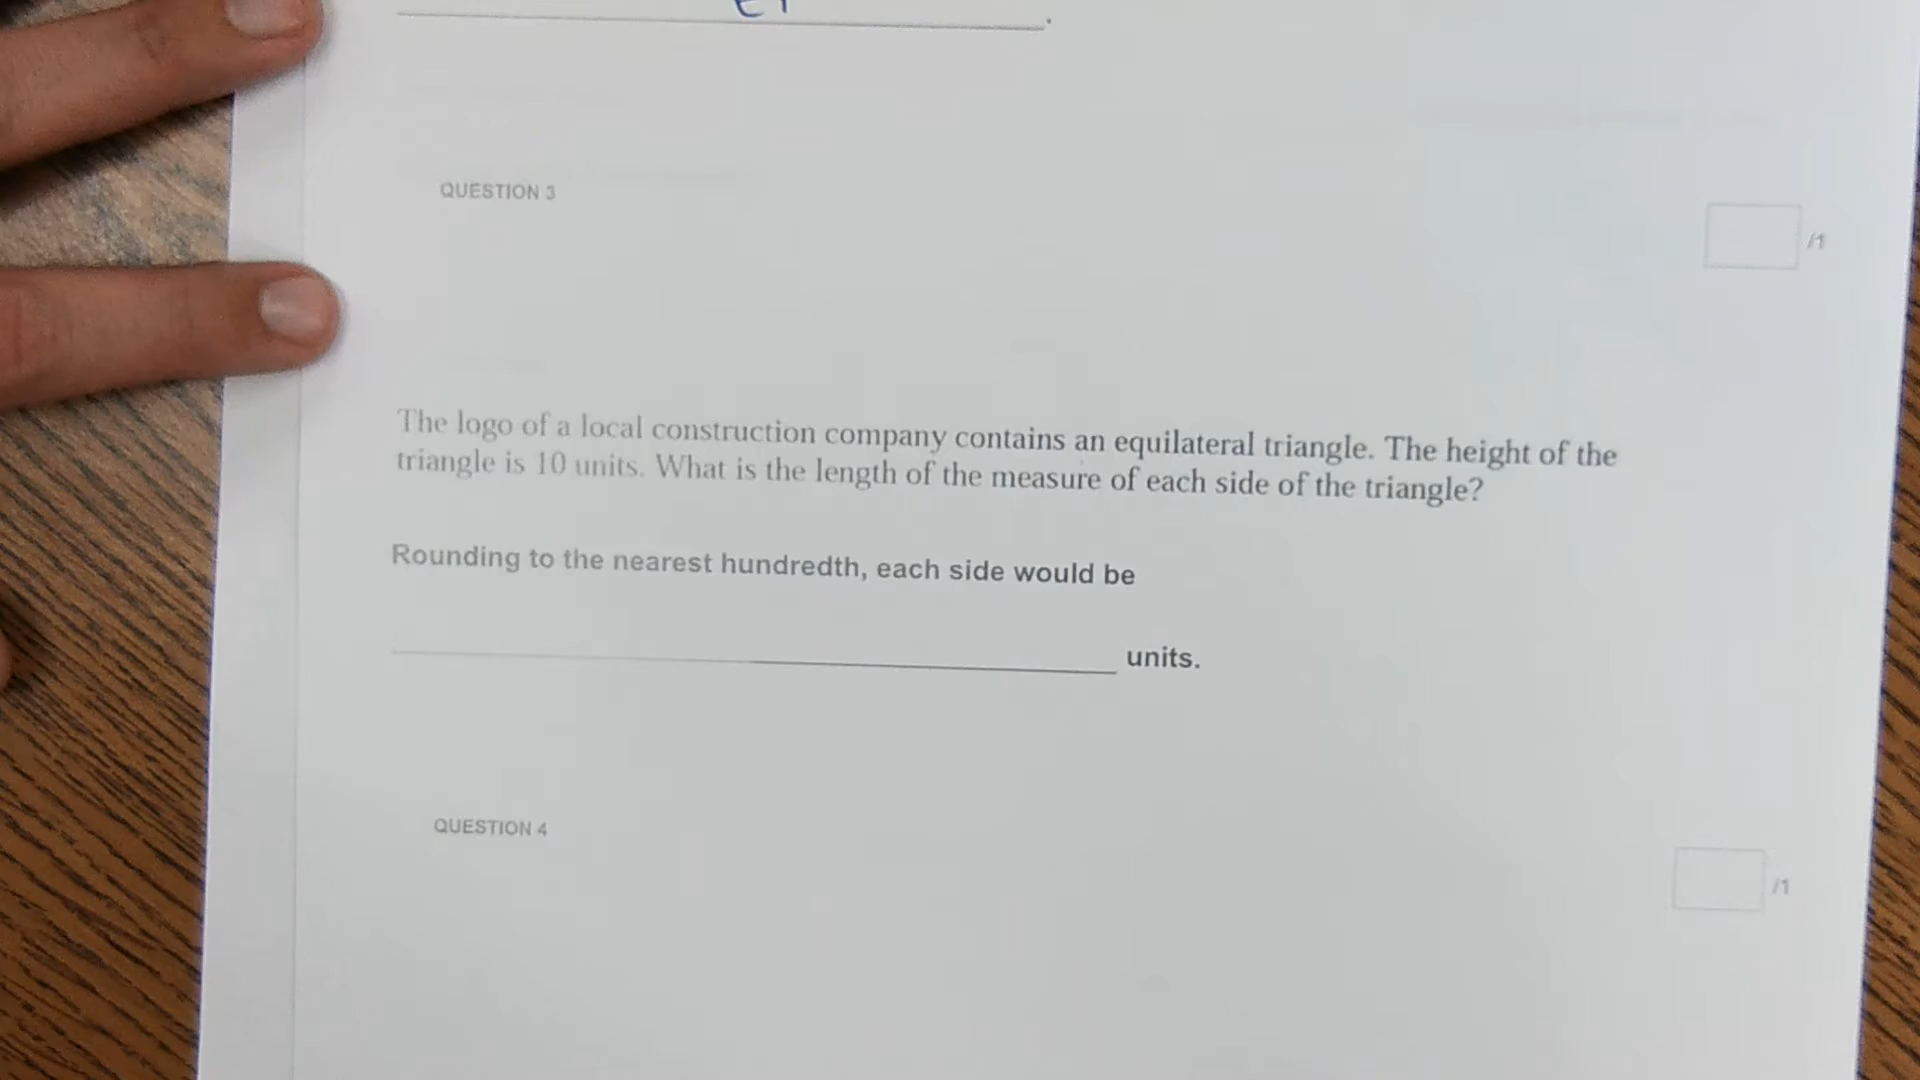 QUESTION 3
/1
The logo of a local construction company contains an equilateral triangle. The height of the
triangle is 10 units. What is the length of the measure of each side of the triangle?
Rounding to the nearest hundredth, each side would be
units.
QUESTION 4
/1